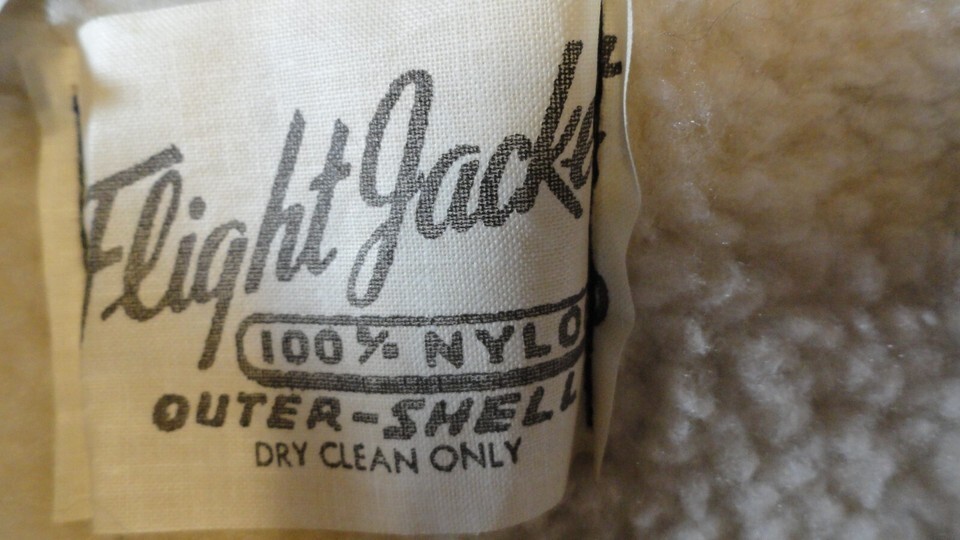 Flight Jacket
100% NYLO
OUTER-SHELL
DRY CLEAN ONLY